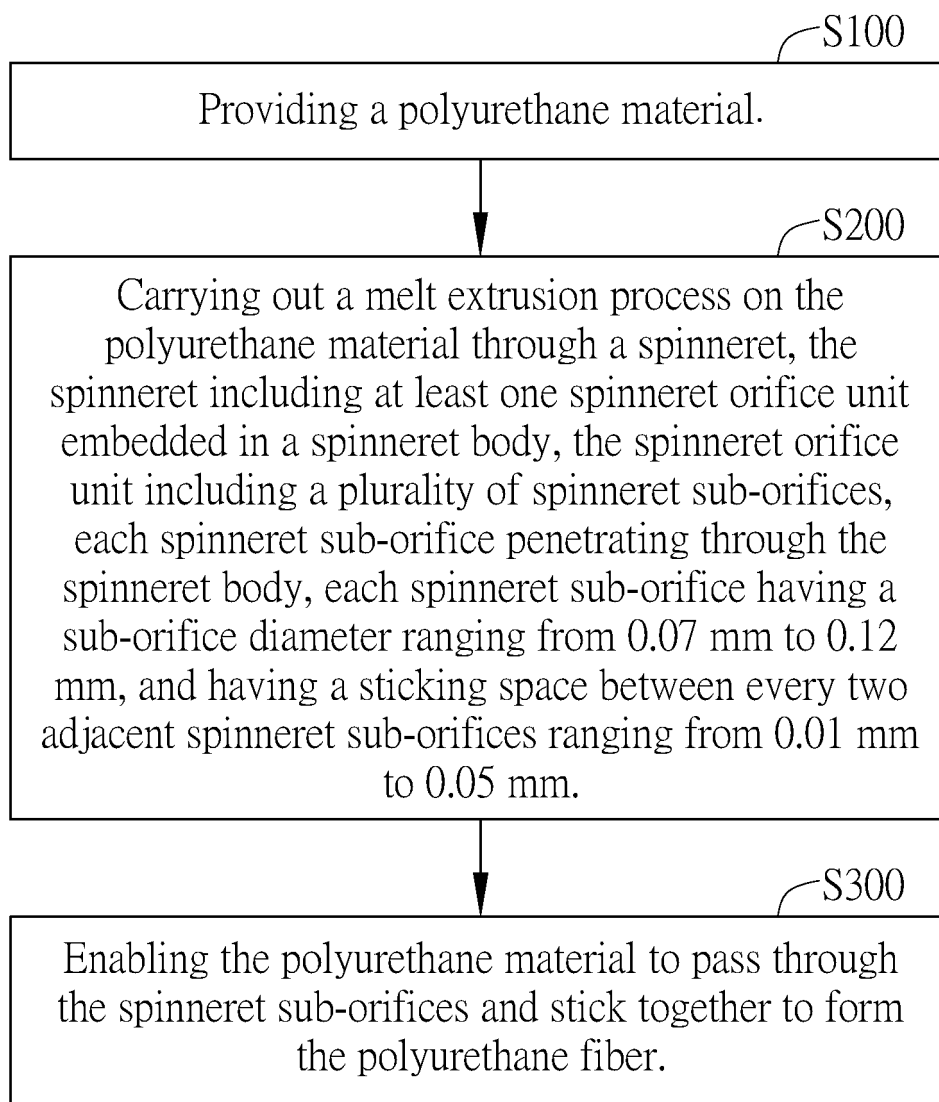 S100
Providing a polyurethane material.
S200
Carrying out a melt extrusion process on the
polyurethane material through a spinneret, the
spinneret including at least one spinneret orifice unit
embedded in a spinneret body, the spinneret orifice
unit including a plurality of spinneret sub-orifices,
each spinneret sub-orifice penetrating through the
spinneret body, each spinneret sub-orifice having a
sub-orifice diameter ranging from 0.07 mm to 0.12
mm, and having a sticking space between every two
adjacent spinneret sub-orifices ranging from 0.01 mm
to 0.05 mm.
S300
Enabling the polyurethane material to pass through
the spinneret sub-orifices and stick together to form
the polyurethane fiber.